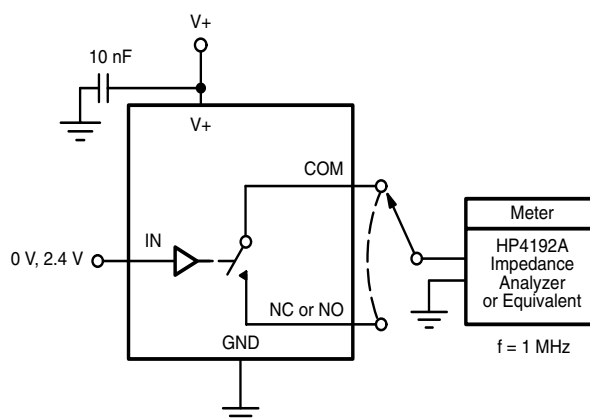 V+
10 nF
V+
COM
IN
0 V, 2.4 V
NC or NO
GND
Meter
HP4192A
Impedance
Analyzer
or Equivalent
f = 1 MHz